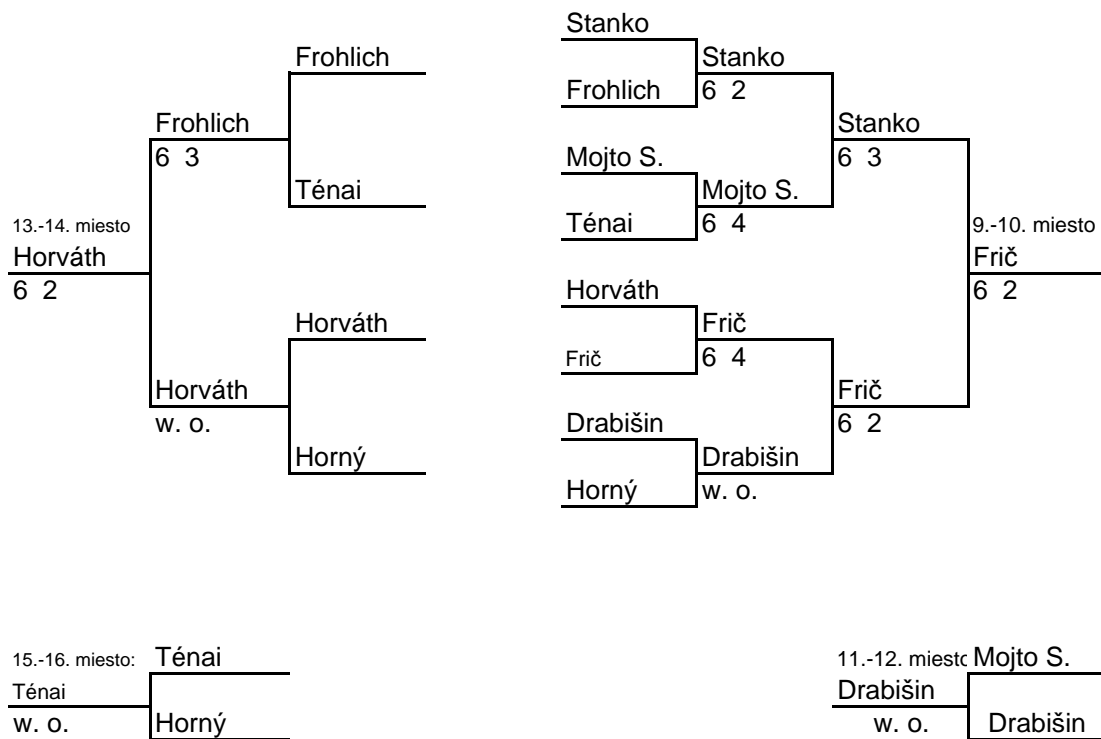 Stanko
Frohlich Stanko
Frohlich 6 2
Frohlich Stanko
6 3 Mojto S. 6 3
Ténai Mojto S.
Ténai 6 4
13.-14. miesto 9.-10. miesto
Horváth Frič
6 2 Horváth 6 2
Horváth Frič
Frič 6 4
Horváth Frič
w. o. Drabišin 6 2
Horný Drabišin
Horný w. o.
15.-16. miesto: Ténai 11.-12. miesto Mojto S.
Ténai Drabišin
w. o. Horný w. o. Drabišin